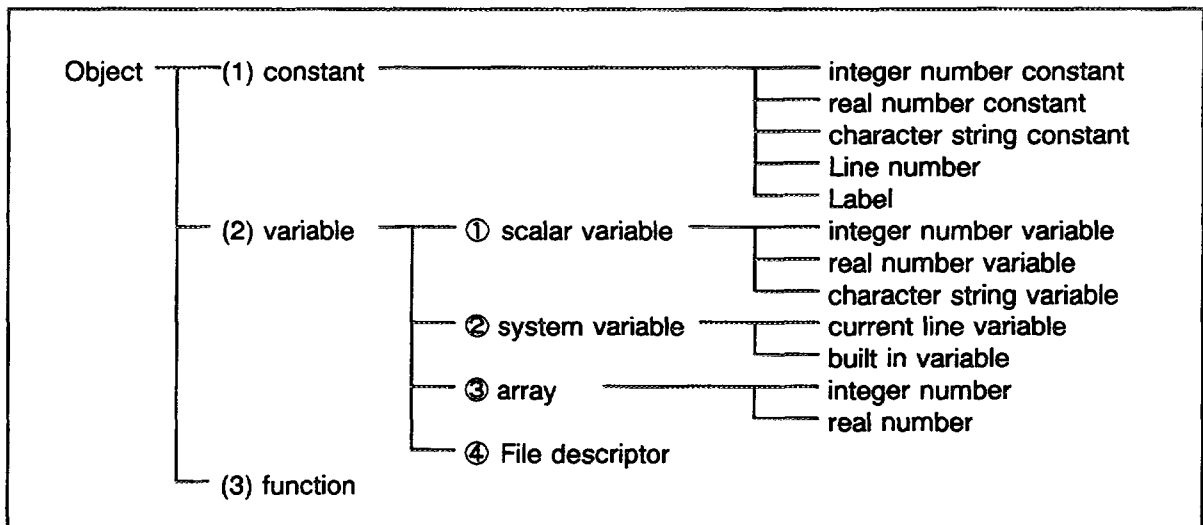 Object (1) constant integer number constant
real number constant
character string constant
Line number
Label
(2) variable ① scalar variable integer number variable
real number variable
character string variable
② system variable current line variable
built in variable
③ array integer number
real number
④ File descriptor
(3) function